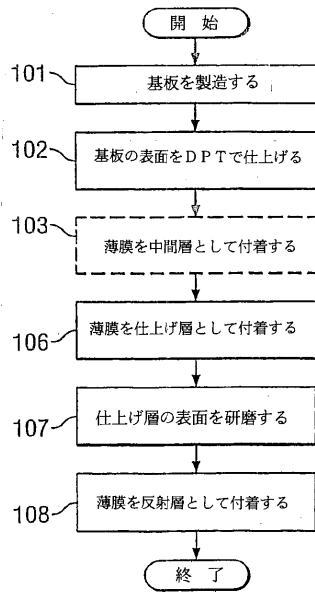 開始
101
基板を製造する
102
基板の表面をDPTで仕上げる
103
薄膜を中間層として付着する
106
薄膜を仕上げ層として付着する
107
仕上げ層の表面を研磨する
108
薄膜を反射層として付着する
終了